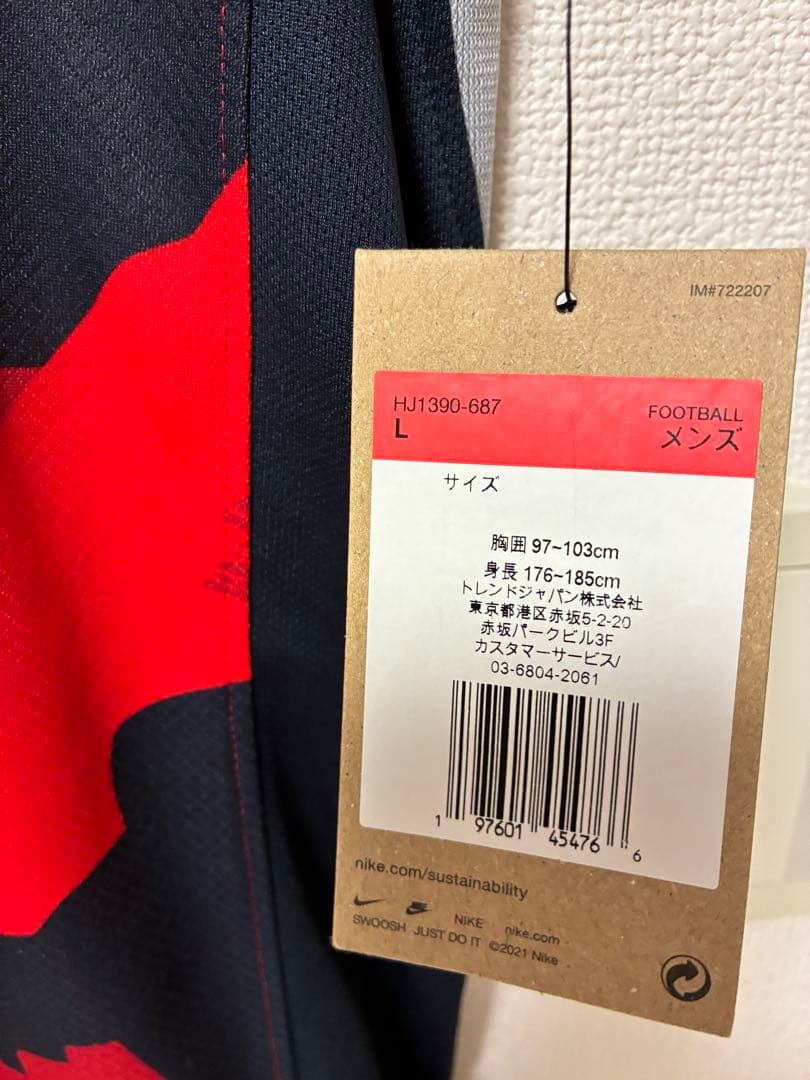 IM#722207
HJ1390-687
L
FOOTBALL
メンズ
サイズ
胸囲 97~103cm
身長 176~185cm
トレンドジャパン株式会社
東京都港区赤坂5-2-20
赤坂パークビル3F
カスタマーサービス/
03-6804-2061
1 97601 45476 6
nike.com/sustainability
NIKE nike.com
SWOOSH JUST DO IT ©2021 Nike